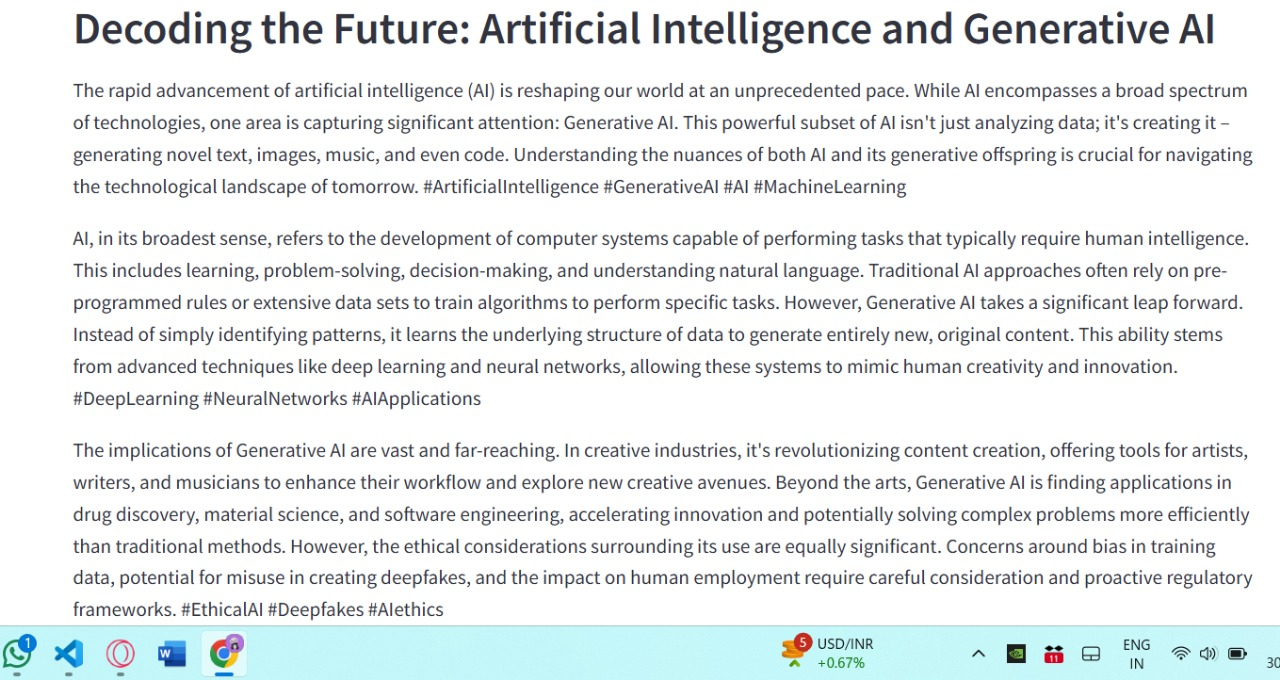 Decoding the Future: Artificial Intelligence and Generative AI
The rapid advancement of artificial intelligence (AI) is reshaping our world at an unprecedented pace. While AI encompasses a broad spectrum
of technologies, one area is capturing significant attention: Generative AI. This powerful subset of AI isn't just analyzing data; it's creating it –
generating novel text, images, music, and even code. Understanding the nuances of both AI and its generative offspring is crucial for navigating
the technological landscape of tomorrow. #ArtificialIntelligence #GenerativeAI #AI #MachineLearning
AI, in its broadest sense, refers to the development of computer systems capable of performing tasks that typically require human intelligence.
This includes learning, problem-solving, decision-making, and understanding natural language. Traditional AI approaches often rely on pre-
programmed rules or extensive data sets to train algorithms to perform specific tasks. However, Generative AI takes a significant leap forward.
Instead of simply identifying patterns, it learns the underlying structure of data to generate entirely new, original content. This ability stems
from advanced techniques like deep learning and neural networks, allowing these systems to mimic human creativity and innovation.
#DeepLearning #NeuralNetworks #AIApplications
The implications of Generative AI are vast and far-reaching. In creative industries, it's revolutionizing content creation, offering tools for artists,
writers, and musicians to enhance their workflow and explore new creative avenues. Beyond the arts, Generative AI is finding applications in
drug discovery, material science, and software engineering, accelerating innovation and potentially solving complex problems more efficiently
than traditional methods. However, the ethical considerations surrounding its use are equally significant. Concerns around bias in training
data, potential for misuse in creating deepfakes, and the impact on human employment require careful consideration and proactive regulatory
frameworks. #EthicalAI #Deepfakes #AIethics
1
W
5
USD/INR
+0.67%
11
ENG
IN
30